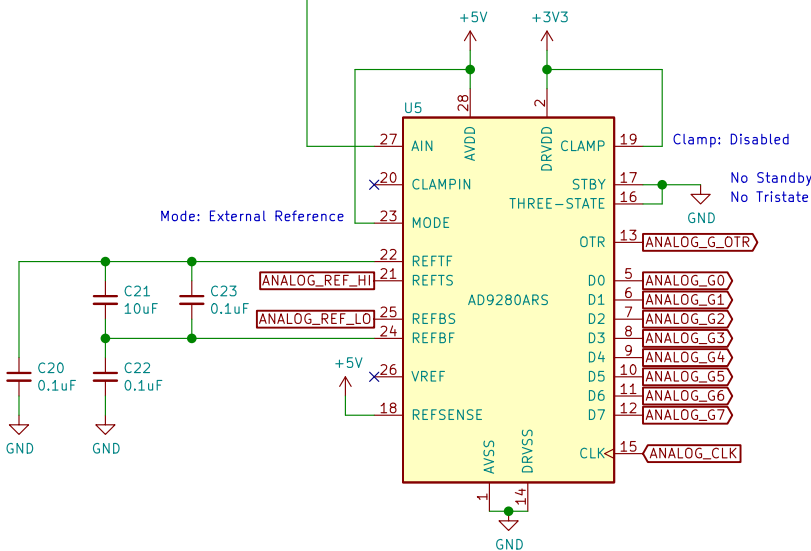 +5V
+3V3
U5
28
AVDD
2
DRVDD
27
AIN
CLAMP
19
Clamp: Disabled
20
CLAMPIN
STBY
17
No Standby
THREE-STATE
16
No Tristate
GND
Mode: External Reference
23
MODE
OTR
13
ANALOG_G_OTR
22
REFTF
ANALOG_REF_HI
21
REFTS
D0
5
ANALOG_G0
C21
10uF
C23
0.1uF
AD9280ARS
D1
6
ANALOG_G1
ANALOG_REF_LO
25
REFBS
D2
7
ANALOG_G2
24
REFBF
D3
8
ANALOG_G3
D4
9
ANALOG_G4
+5V
C20
0.1uF
C22
0.1uF
26
VREF
D5
10
ANALOG_G5
D6
11
ANALOG_G6
18
REFSENSE
D7
12
ANALOG_G7
GND
GND
CLK
15
ANALOG_CLK
AVSS
1
DRVSS
14
GND